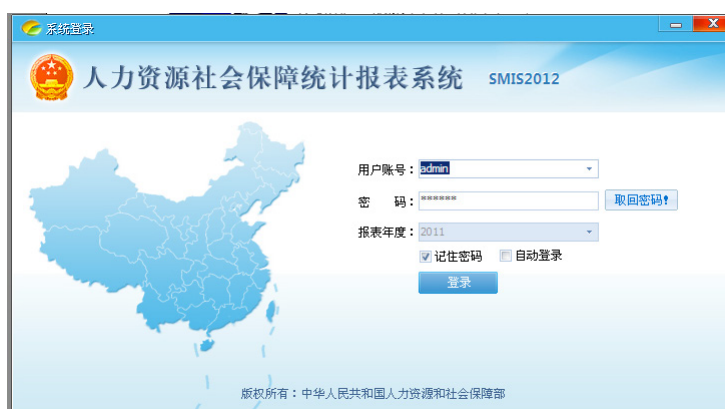 系统登录
人力资源社会保障统计报表系统 SMIS2012
用户账号：admin
密 码：****** 取回密码!
报表年度：2011
记住密码 自动登录
登录
版权所有：中华人民共和国人力资源和社会保障部